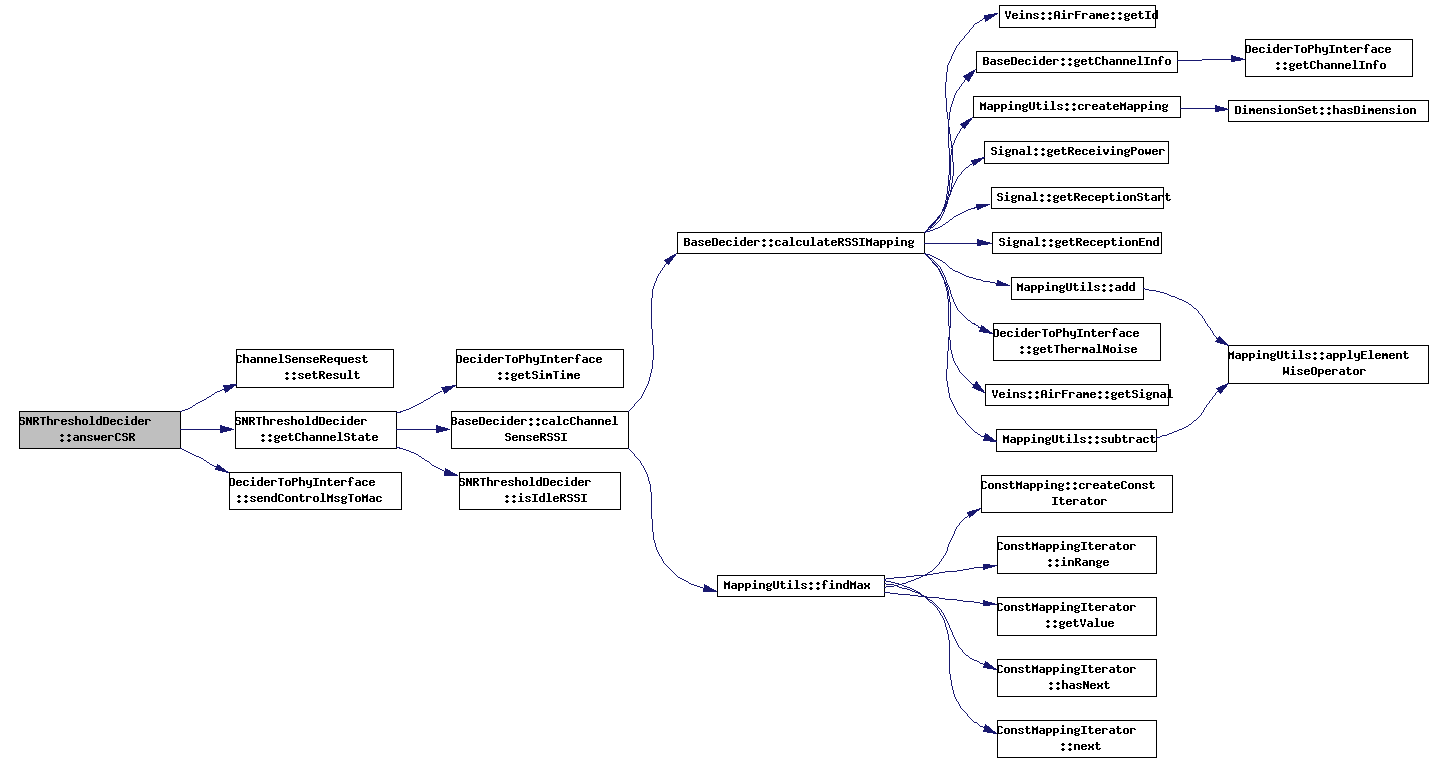 Veins::AirFrame::getId
BaseDecider::getChannelInfo
DeciderToPhyInterface
::getChannelInfo
MappingUtils::createMapping
DimensionSet::hasDimension
Signal::getReceivingPower
Signal::getReceptionStart
BaseDecider::calculateRSSIMapping
Signal::getReceptionEnd
MappingUtils::add
DeciderToPhyInterface
::getThermalNoise
MappingUtils::applyElement
WiseOperator
Veins::AirFrame::getSignal
MappingUtils::subtract
ChannelSenseRequest
::setResult
DeciderToPhyInterface
::getSimTime
SNRThresholdDecider
::answerCSR
SNRThresholdDecider
::getChannelState
BaseDecider::calcChannel
SenseRSSI
DeciderToPhyInterface
::sendControlMsgToMac
SNRThresholdDecider
::isIdleRSSI
ConstMapping::createConst
Iterator
ConstMappingIterator
::inRange
MappingUtils::findMax
ConstMappingIterator
::getValue
ConstMappingIterator
::hasNext
ConstMappingIterator
::next